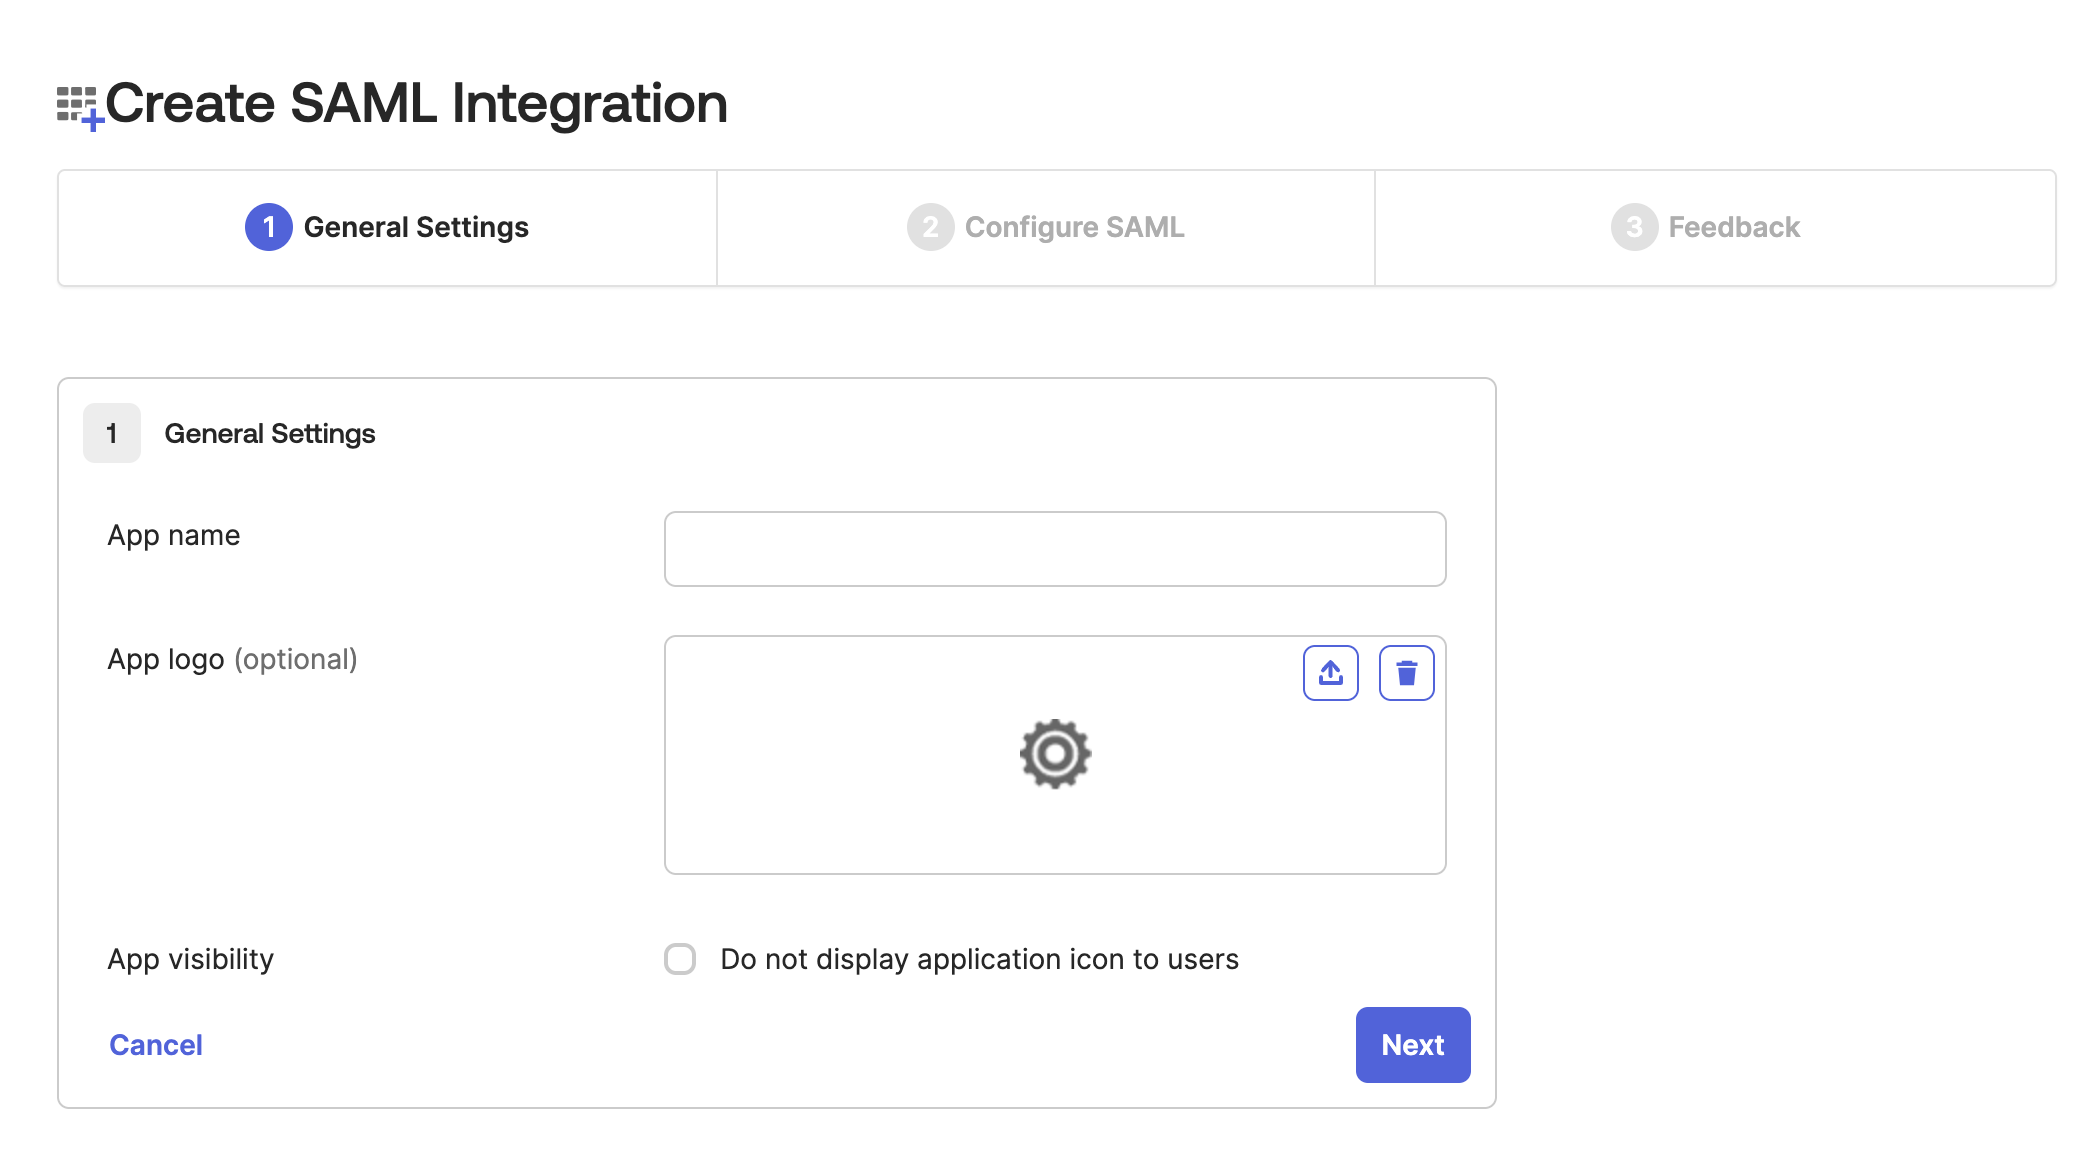 Create SAML Integration
1 General Settings
2 Configure SAML
3 Feedback
1 General Settings
App name
App logo (optional)
App visibility
Do not display application icon to users
Cancel
Next